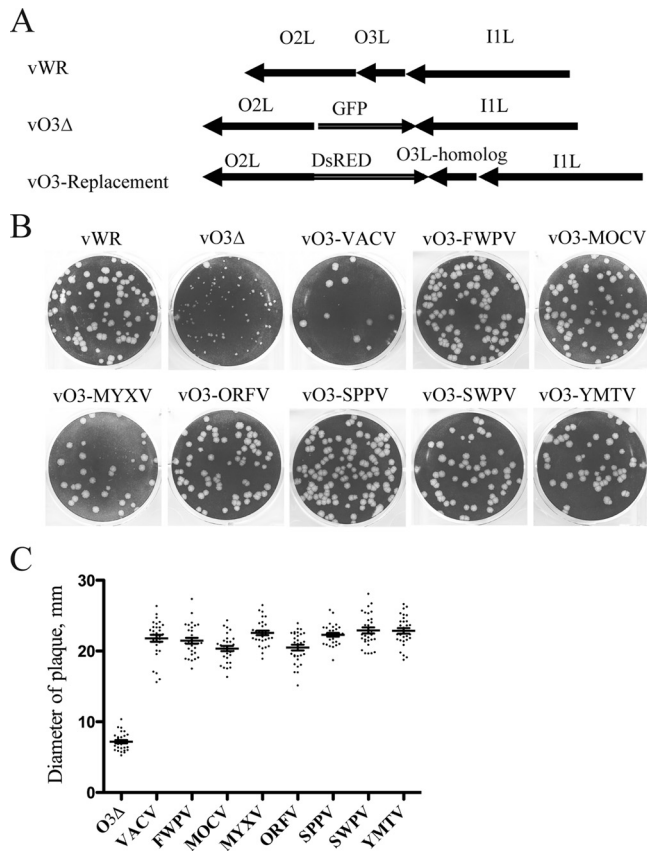 A
O2L O3L I1L
vWR
O2L GFP I1L
vO3Δ
O2L DsRED O3L-homolog I1L
vO3-Replacement
B
vWR vO3Δ vO3-VACV vO3-FWPV vO3-MOCV
vO3-MYXV vO3-ORFV vO3-SPPV vO3-SWPV vO3-YMTV
C
Diameter of plaque, mm
30
20
10
0
O3Δ VACV FWPV MOCV MYXV ORFV SPPV SWPV YMTV